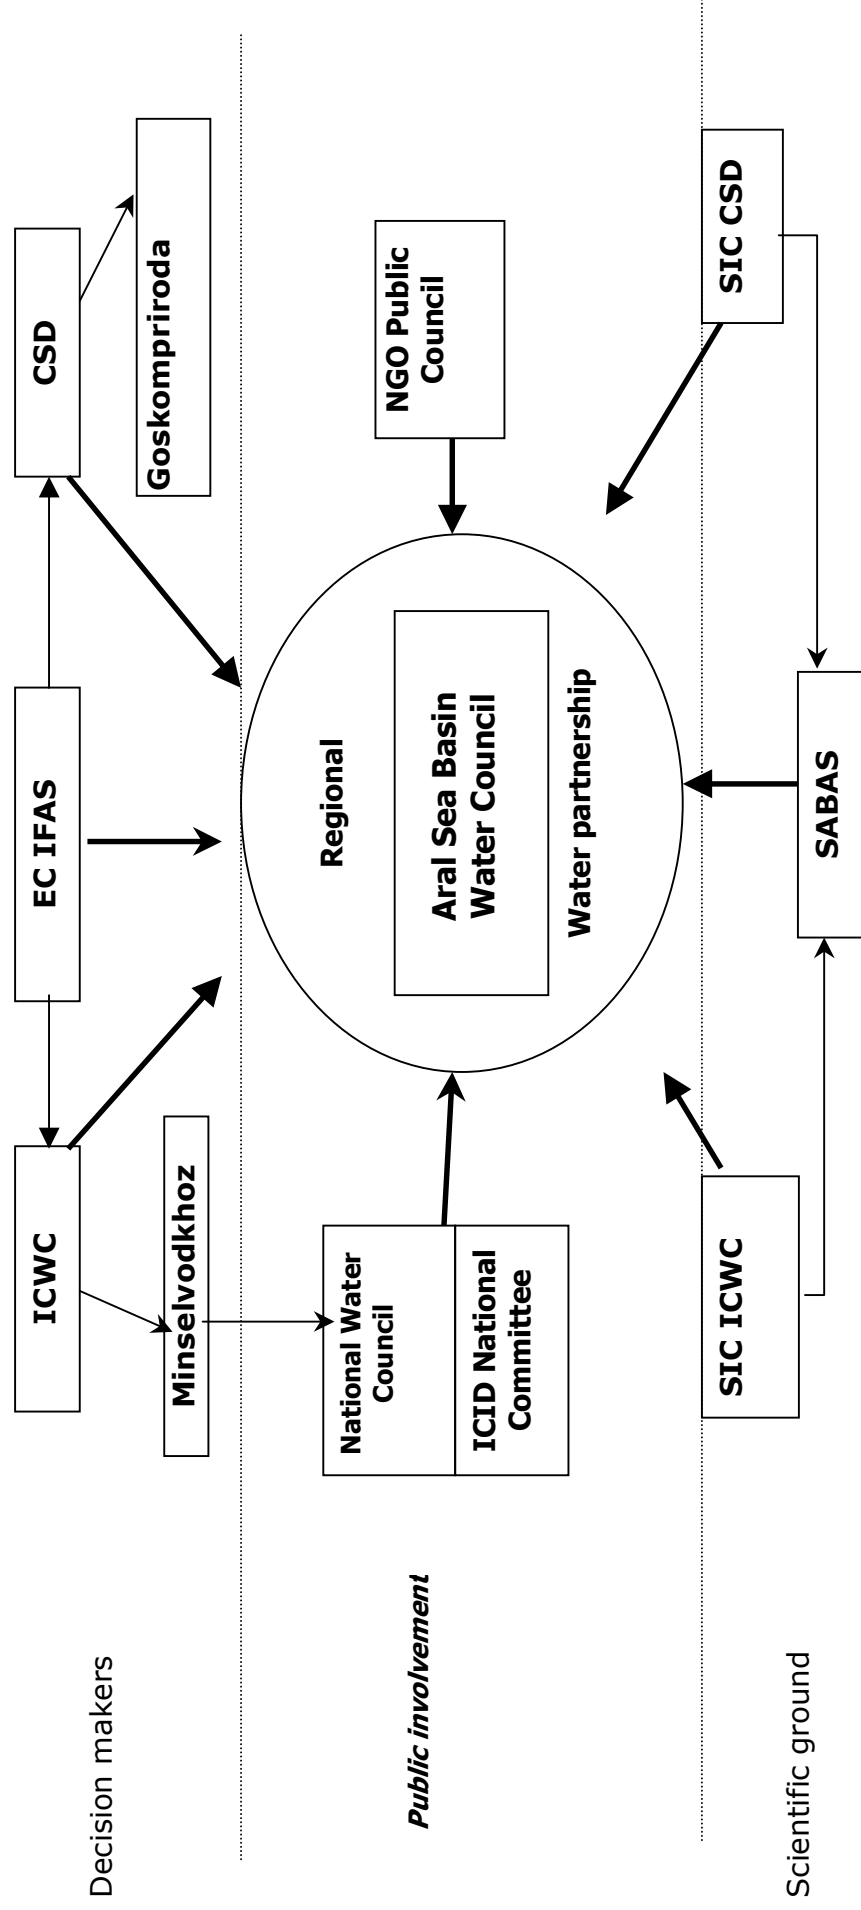 Decision makers
ICWC
EC IFAS
CSD
Minselvodkhoz
Goskompriroda
Public involvement
National Water
Council
ICID National
Committee
Regional
Aral Sea Basin
Water Council
Water partnership
NGO Public
Council
Scientific ground
SIC ICWC
SABAS
SIC CSD